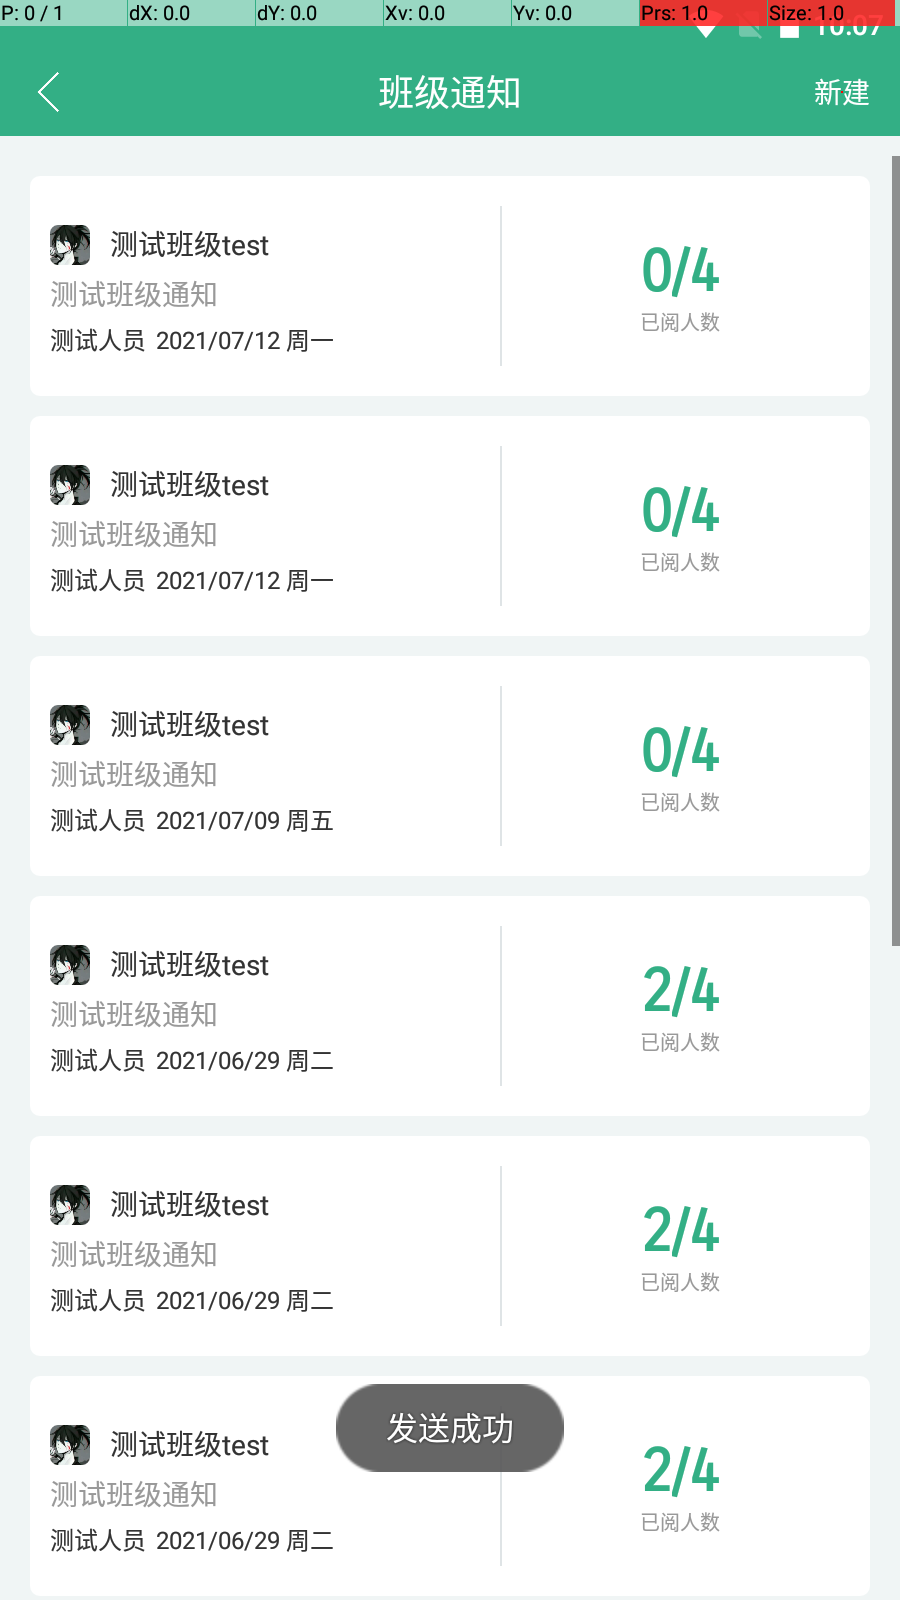 P: 0 / 1 dX: 0.0 dY: 0.0 Xv: 0.0 Yv: 0.0 Prs: 1.0 Size: 1.0
10:07
班级通知 新建
测试班级test
测试班级通知
测试人员 2021/07/12 周一
0/4
已阅人数
测试班级test
测试班级通知
测试人员 2021/07/12 周一
0/4
已阅人数
测试班级test
测试班级通知
测试人员 2021/07/09 周五
0/4
已阅人数
测试班级test
测试班级通知
测试人员 2021/06/29 周二
2/4
已阅人数
测试班级test
测试班级通知
测试人员 2021/06/29 周二
2/4
已阅人数
发送成功
测试班级test
测试班级通知
测试人员 2021/06/29 周二
2/4
已阅人数